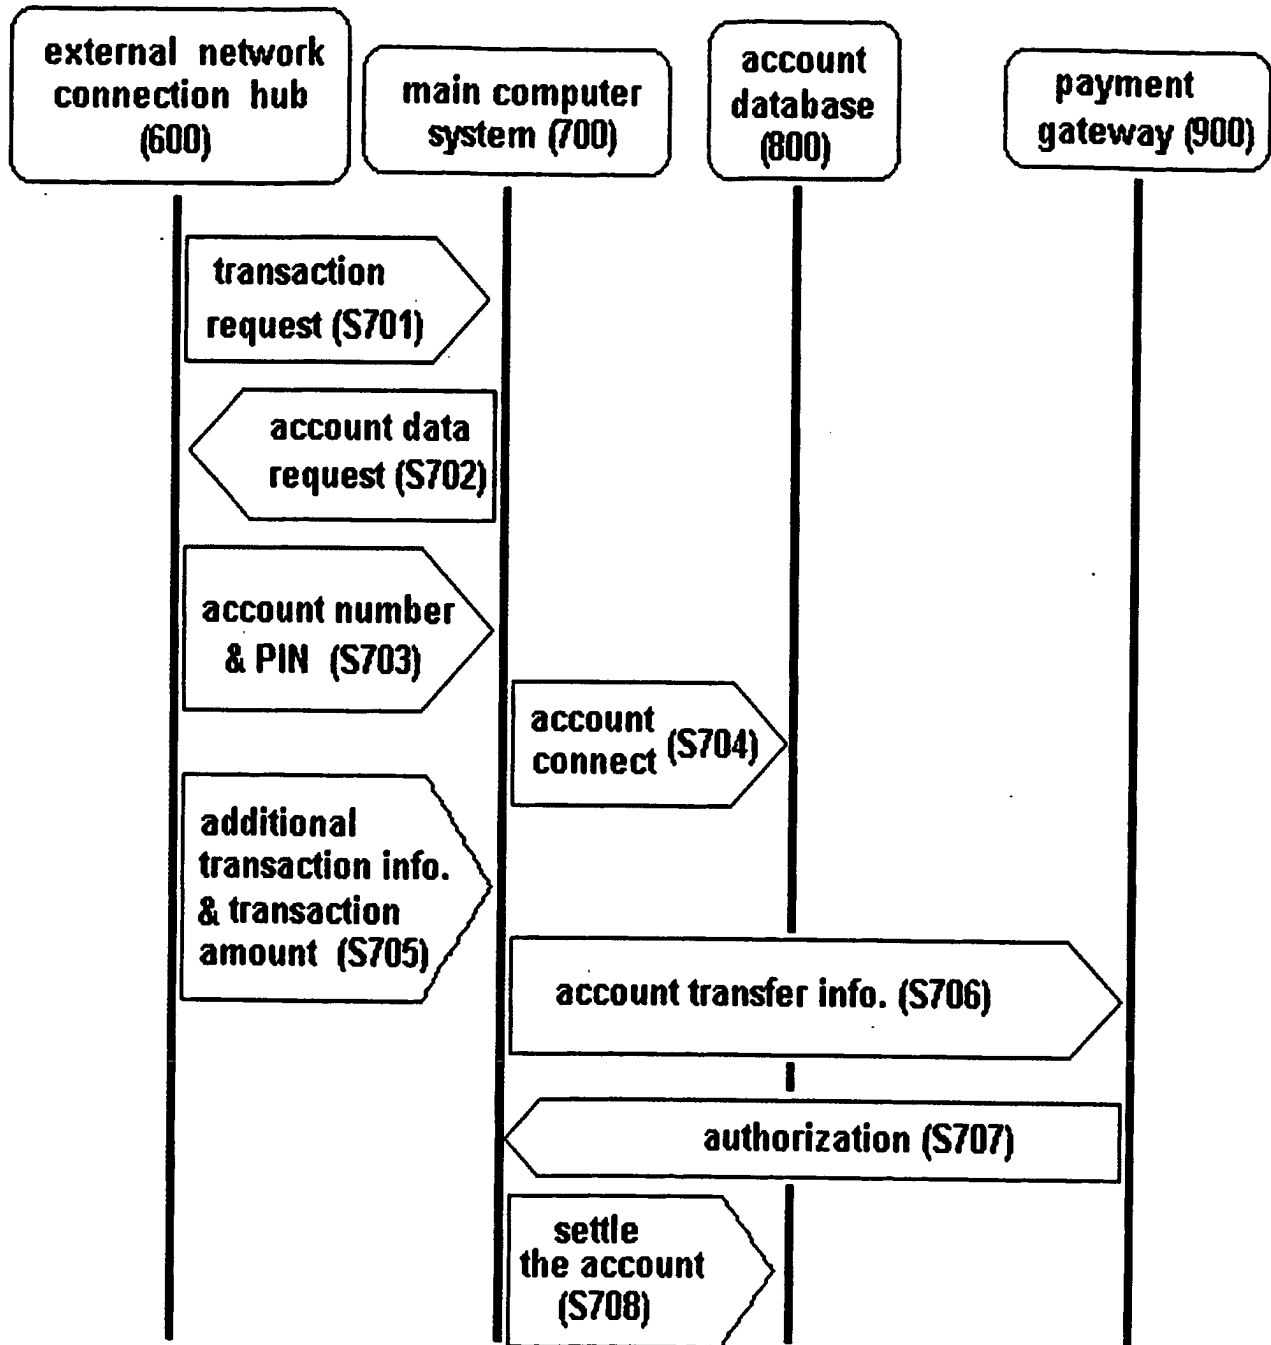 external network
connection hub
(600)
main computer
system (700)
account
database
(800)
payment
gateway (900)
transaction
request (S701)
account data
request (S702)
account number
& PIN (S703)
account
connect (S704)
additional
transaction info.
& transaction
amount (S705)
account transfer info. (S706)
authorization (S707)
settle
the account
(S708)